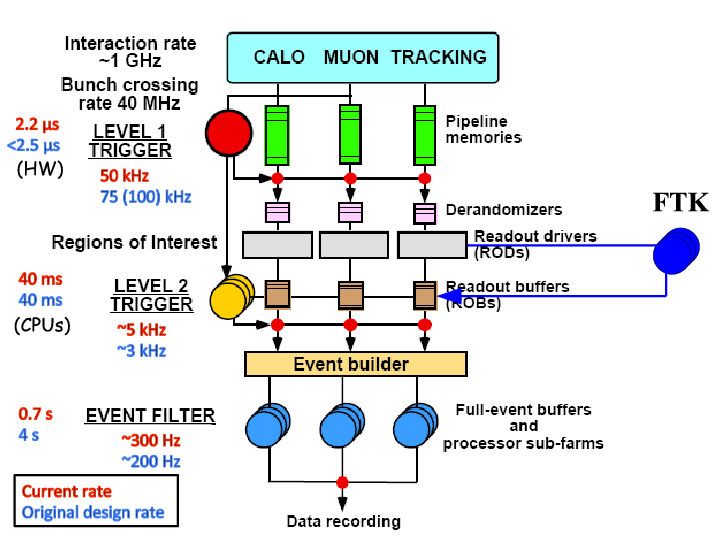 Interaction rate
~1 GHz
CALO MUON TRACKING
Bunch crossing
rate 40 MHz
2.2 µs
<2.5 µs
(HW)
LEVEL 1
TRIGGER
50 kHz
75 (100) kHz
Pipeline
memories
Derandomizers
FTK
Regions of Interest
Readout drivers
(RODs)
40 ms
40 ms
(CPUs)
LEVEL 2
TRIGGER
~5 kHz
~3 kHz
Readout buffers
(ROBs)
Event builder
0.7 s
4 s
EVENT FILTER
~300 Hz
~200 Hz
Full-event buffers
and
processor sub-farms
Current rate
Original design rate
Data recording